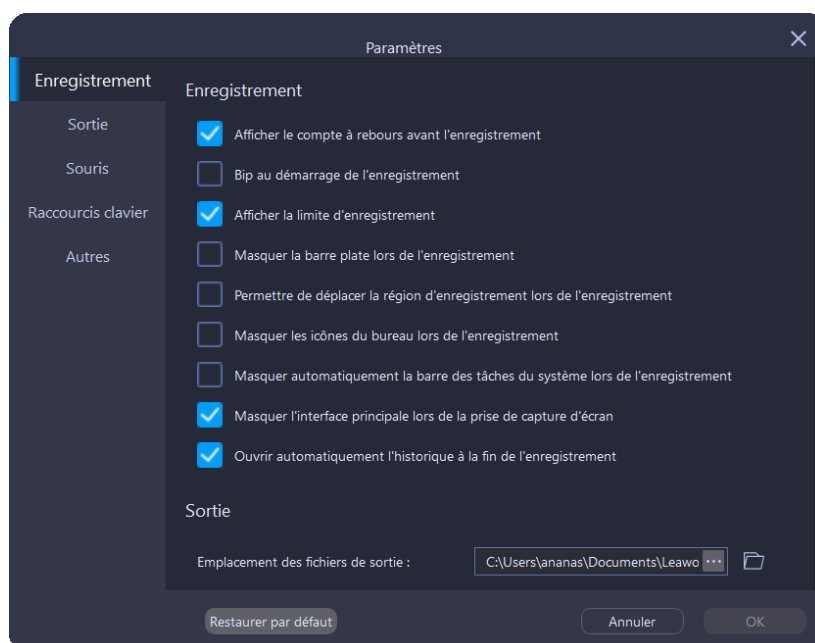 Paramètres
Enregistrement
Sortie
Souris
Raccourcis clavier
Autres
Enregistrement
Afficher le compte à rebours avant l'enregistrement
Bip au démarrage de l'enregistrement
Afficher la limite d'enregistrement
Masquer la barre plate lors de l'enregistrement
Permettre de déplacer la région d'enregistrement lors de l'enregistrement
Masquer les icônes du bureau lors de l'enregistrement
Masquer automatiquement la barre des tâches du système lors de l'enregistrement
Masquer l'interface principale lors de la prise de capture d'écran
Ouvrir automatiquement l'historique à la fin de l'enregistrement
Sortie
Emplacement des fichiers de sortie : C:\Users\ananas\Documents\Leawo ...
Restaurer par défaut Annuler OK